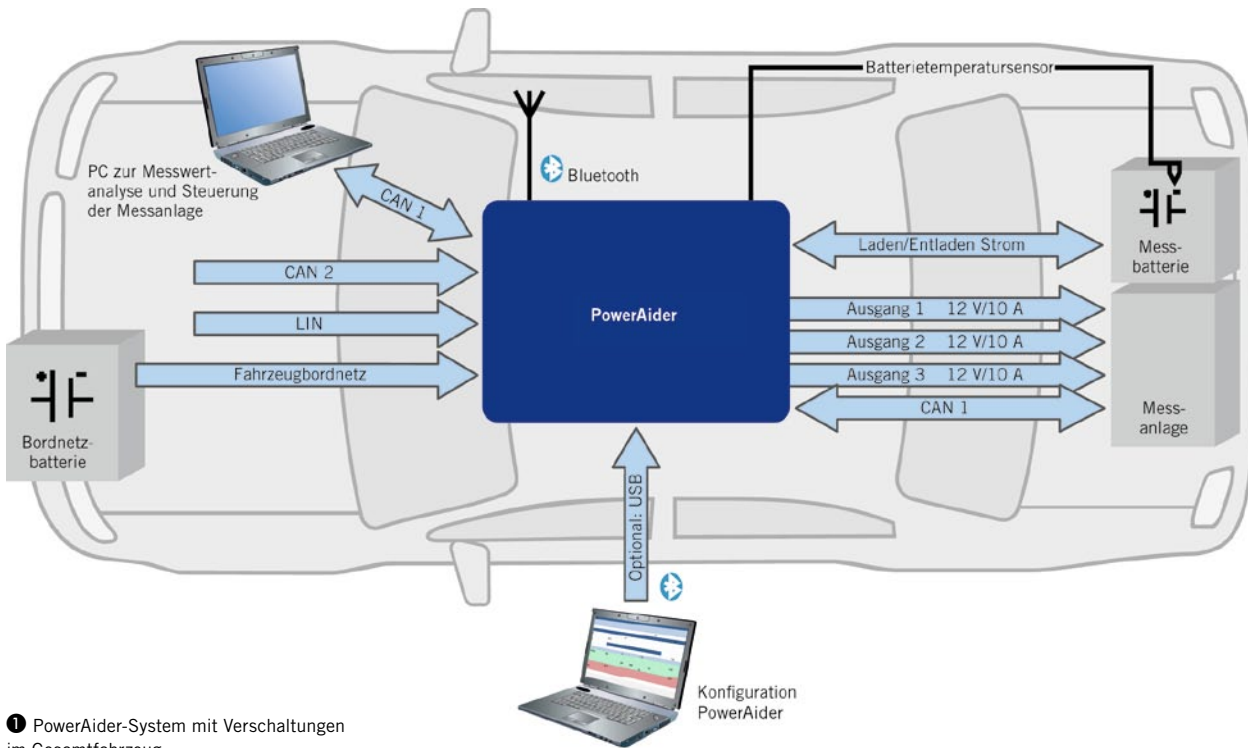 Batterietemperatursensor
Bluetooth
PC zur Messwert-
analyse und Steuerung
der Messanlage
CAN 1
Laden/Entladen Strom
Mess-
batterie
CAN 2
LIN
Fahrzeugbordnetz
PowerAider
Ausgang 1 12 V/10 A
Ausgang 2 12 V/10 A
Ausgang 3 12 V/10 A
CAN 1
Mess-
anlage
Bordnetz-
batterie
Optional: USB
Konfiguration
PowerAider
❶ PowerAider-System mit Verschaltungen
im Gesamtfahrzeug